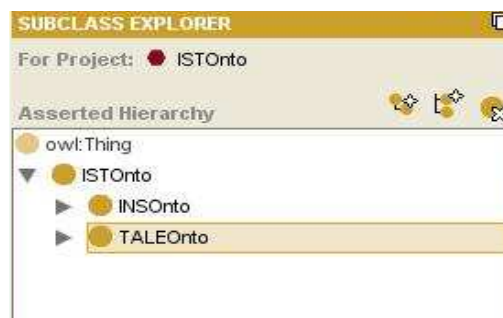 SUBCLASS EXPLORER
For Project: ISTOnto
Asserted Hierarchy
owl:Thing
ISTOnto
INSOnto
TALEOnto